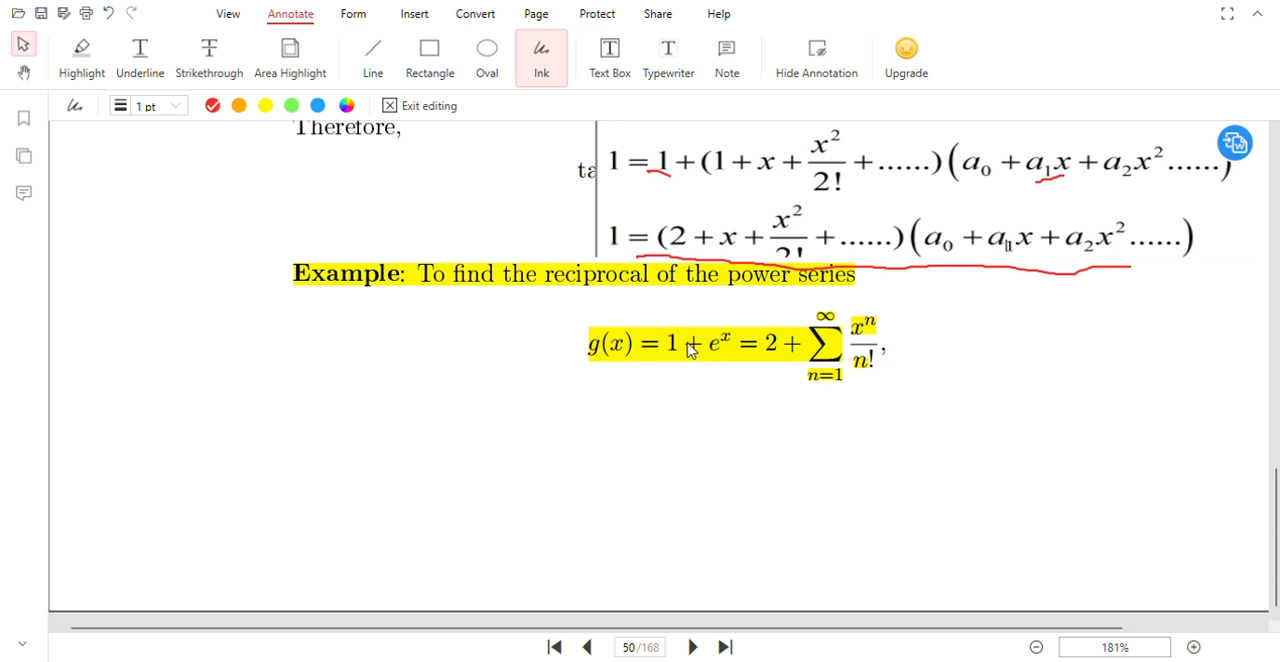 View Annotate Form Insert Convert Page Protect Share Help
Highlight Underline Strikethrough Area Highlight Line Rectangle Oval Ink Text Box Typewriter Note Hide Annotation Upgrade
1 pt Exit editing
Therefore,
ta
1 = 1 + (1 + x + x²/2! + ......)(a₀ + a₁x + a₂x² ......)
1 = (2 + x + x²/2! + ......)(a₀ + a₁x + a₂x² ......)
Example: To find the reciprocal of the power series
g(x) = 1 + eˣ = 2 + ∑_{n=1}^{∞} xⁿ/n!,
50 /168
181%